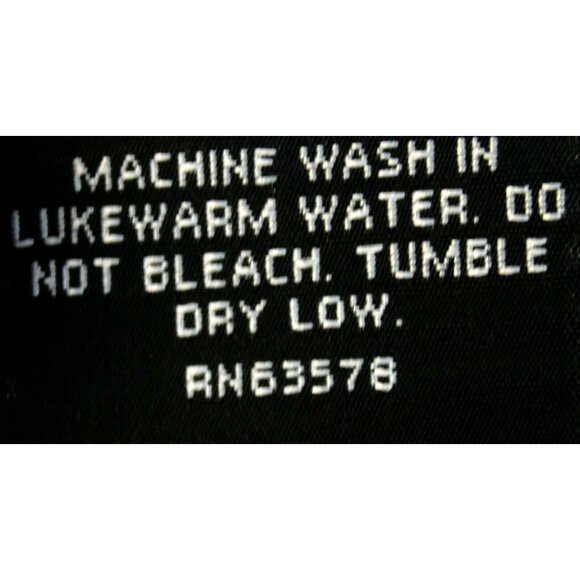 MACHINE WASH IN
LUKEWARM WATER. DO
NOT BLEACH. TUMBLE
DRY LOW.
RN63578